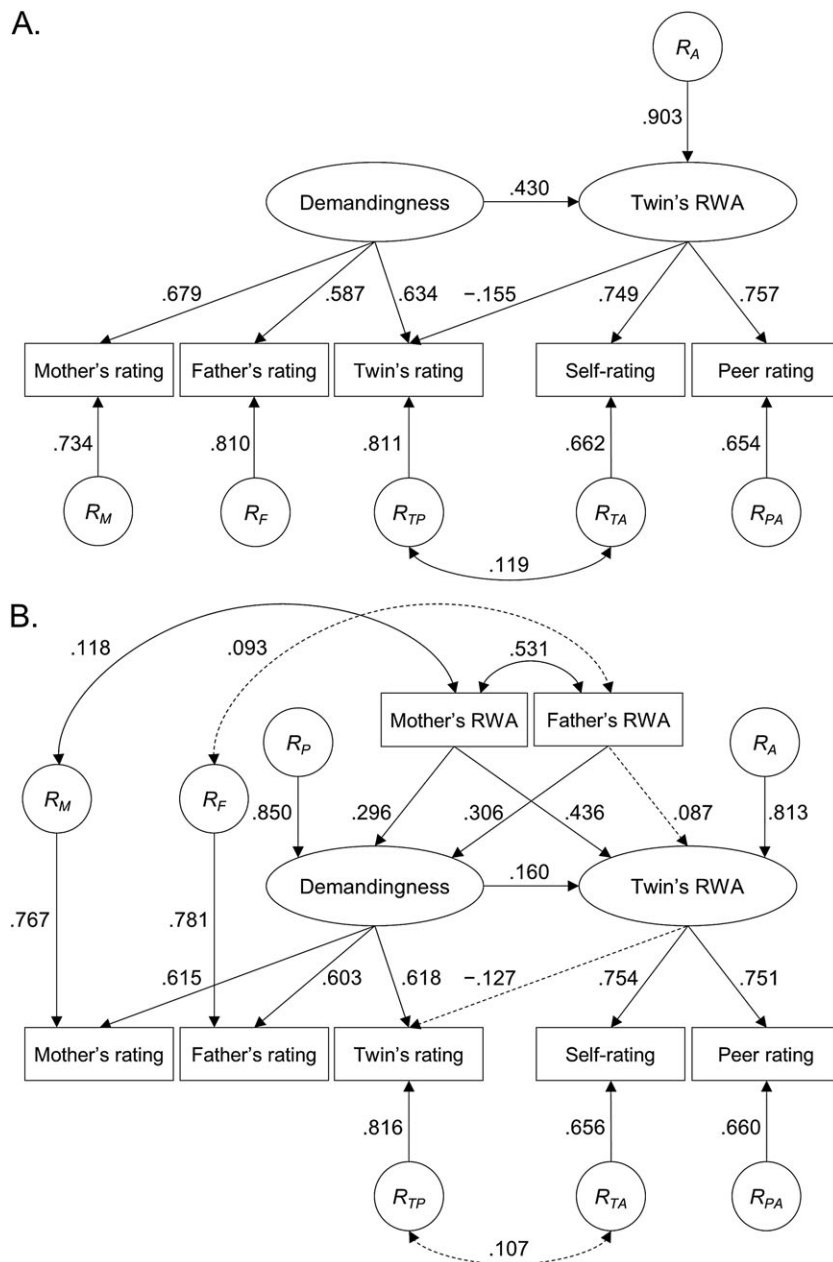 A.
R_A
.903
Demandingness
.430
Twin's RWA
.679
.587
.634
−.155
.749
.757
Mother's rating
Father's rating
Twin's rating
Self-rating
Peer rating
.734
.810
.811
.662
.654
R_M
R_F
R_TP
R_TA
R_PA
.119
B.
.118
.093
.531
Mother's RWA
Father's RWA
R_P
R_A
R_M
R_F
.850
.296
.306
.436
.087
.813
Demandingness
.160
Twin's RWA
.767
.781
.615
.603
.618
−.127
.754
.751
Mother's rating
Father's rating
Twin's rating
Self-rating
Peer rating
.816
.656
.660
R_TP
R_TA
R_PA
.107